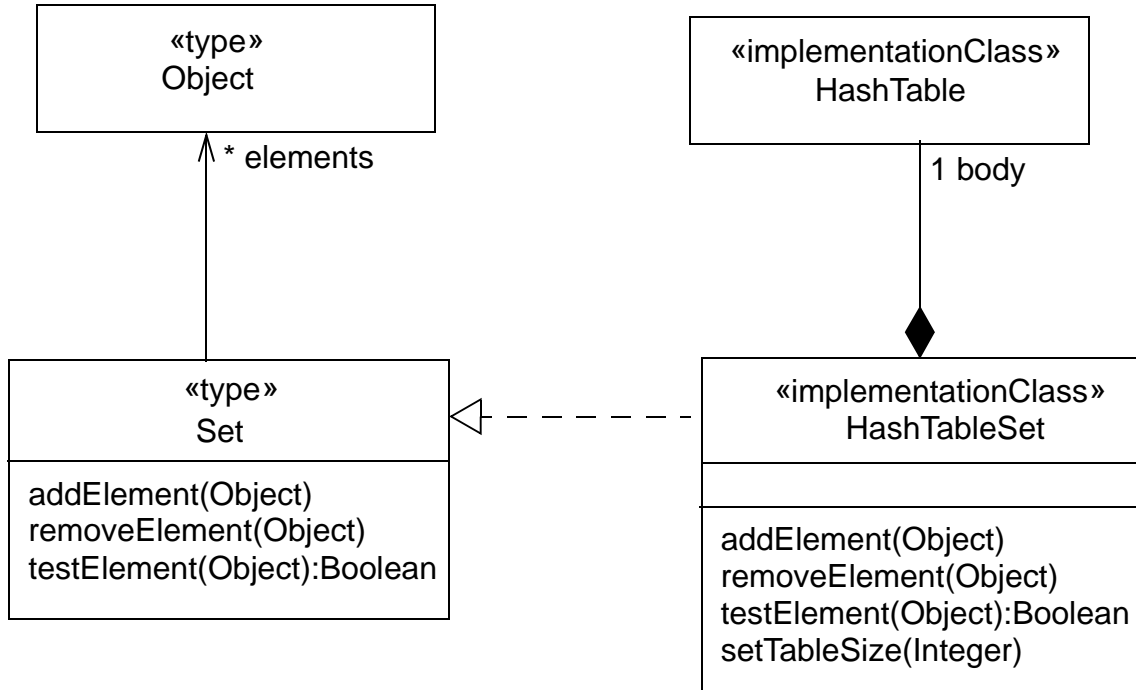 «type»
Object
* elements
«type»
Set
addElement(Object)
removeElement(Object)
testElement(Object):Boolean
«implementationClass»
HashTable
1 body
«implementationClass»
HashTableSet
addElement(Object)
removeElement(Object)
testElement(Object):Boolean
setTableSize(Integer)